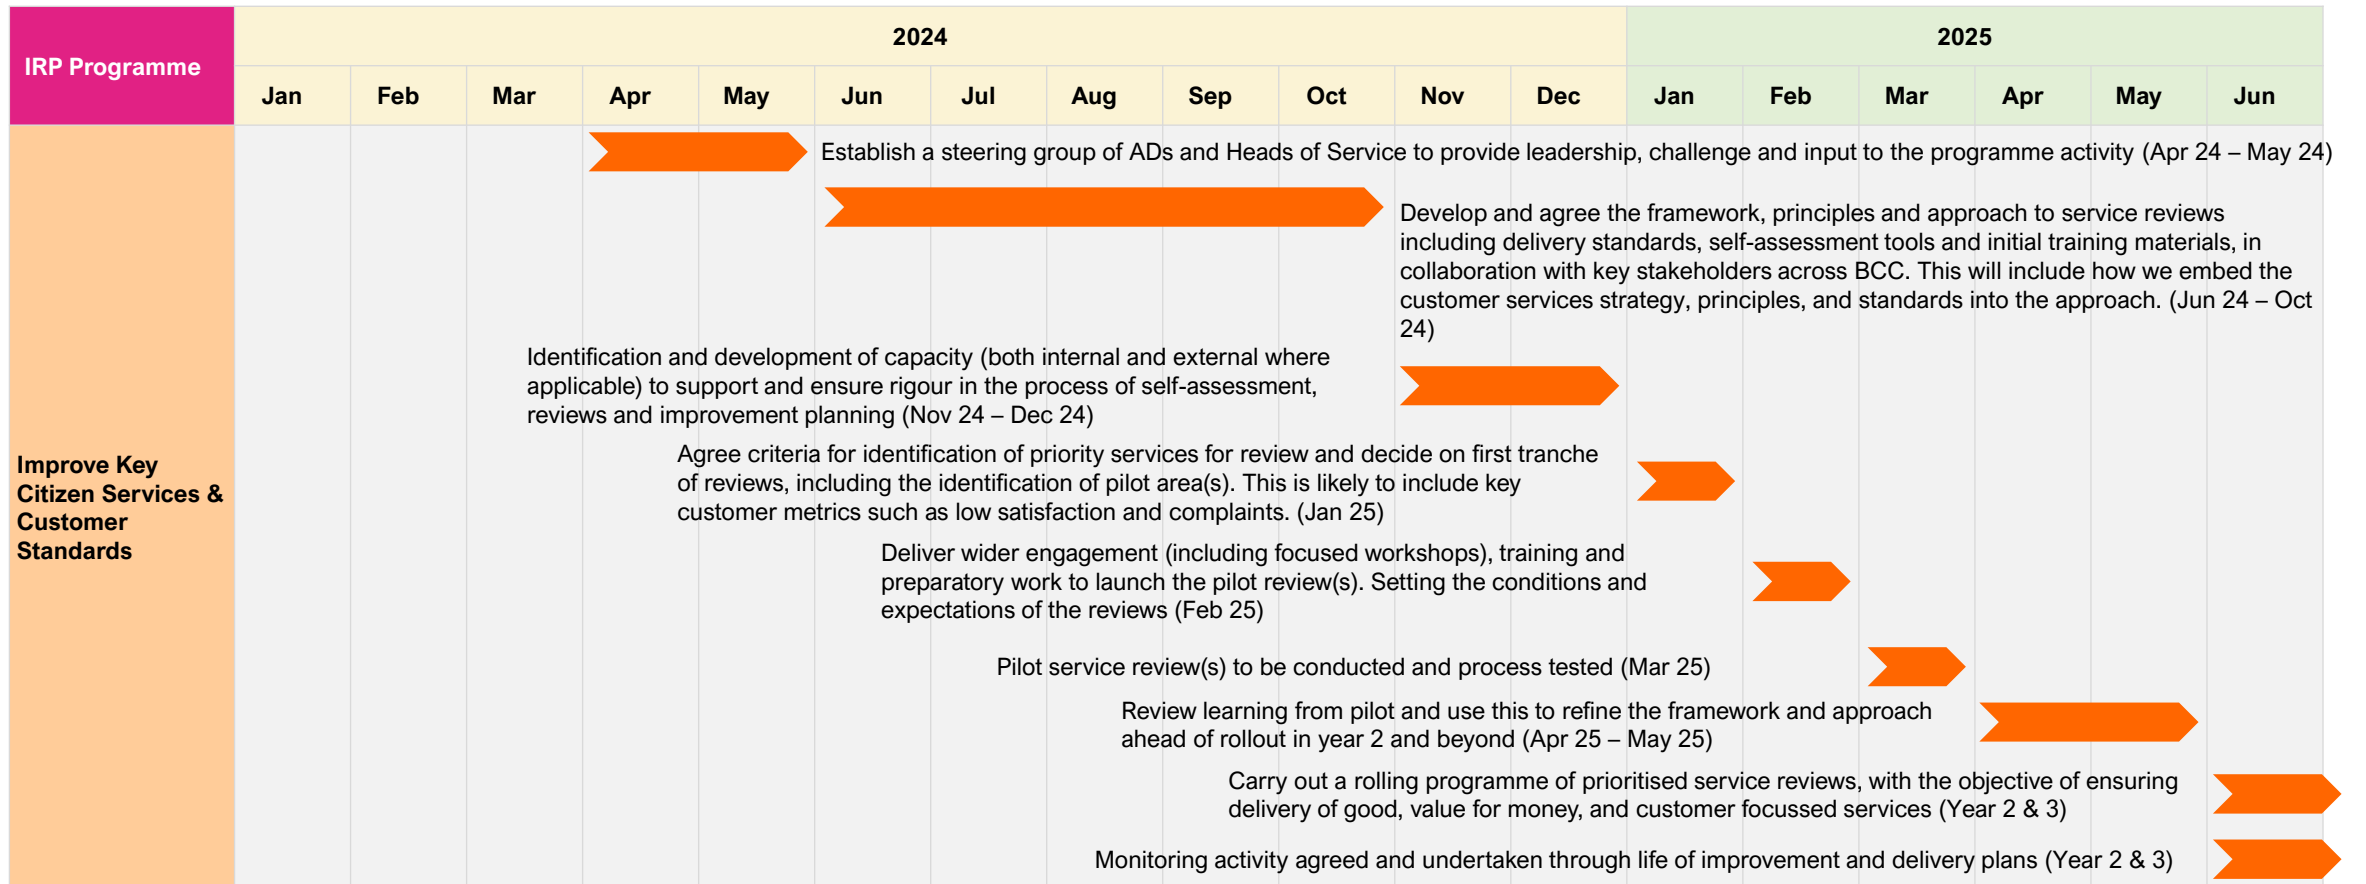 IRP Programme
2024
2025
Jan Feb Mar Apr May Jun Jul Aug Sep Oct Nov Dec Jan Feb Mar Apr May Jun
Improve Key
Citizen Services &
Customer
Standards
Establish a steering group of ADs and Heads of Service to provide leadership, challenge and input to the programme activity (Apr 24 – May 24)
Develop and agree the framework, principles and approach to service reviews
including delivery standards, self-assessment tools and initial training materials, in
collaboration with key stakeholders across BCC. This will include how we embed the
customer services strategy, principles, and standards into the approach. (Jun 24 – Oct
24)
Identification and development of capacity (both internal and external where
applicable) to support and ensure rigour in the process of self-assessment,
reviews and improvement planning (Nov 24 – Dec 24)
Agree criteria for identification of priority services for review and decide on first tranche
of reviews, including the identification of pilot area(s). This is likely to include key
customer metrics such as low satisfaction and complaints. (Jan 25)
Deliver wider engagement (including focused workshops), training and
preparatory work to launch the pilot review(s). Setting the conditions and
expectations of the reviews (Feb 25)
Pilot service review(s) to be conducted and process tested (Mar 25)
Review learning from pilot and use this to refine the framework and approach
ahead of rollout in year 2 and beyond (Apr 25 – May 25)
Carry out a rolling programme of prioritised service reviews, with the objective of ensuring
delivery of good, value for money, and customer focussed services (Year 2 & 3)
Monitoring activity agreed and undertaken through life of improvement and delivery plans (Year 2 & 3)